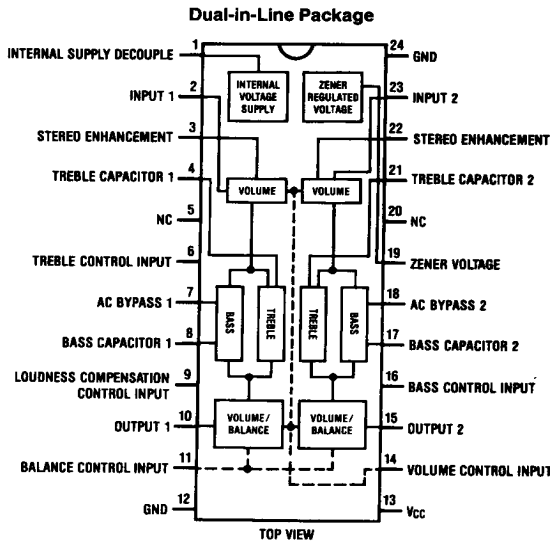 Dual-in-Line Package
INTERNAL SUPPLY DECOUPLE 1
24 GND
INPUT 1 2
23 INPUT 2
INTERNAL
VOLTAGE
SUPPLY
ZENER
REGULATED
VOLTAGE
STEREO ENHANCEMENT 3
22 STEREO ENHANCEMENT
TREBLE CAPACITOR 1 4
21 TREBLE CAPACITOR 2
VOLUME
VOLUME
NC 5
20 NC
TREBLE CONTROL INPUT 6
19 ZENER VOLTAGE
AC BYPASS 1 7
18 AC BYPASS 2
BASS
TREBLE
TREBLE
BASS
BASS CAPACITOR 1 8
17 BASS CAPACITOR 2
LOUDNESS COMPENSATION
CONTROL INPUT 9
16 BASS CONTROL INPUT
OUTPUT 1 10
15 OUTPUT 2
VOLUME/
BALANCE
VOLUME/
BALANCE
BALANCE CONTROL INPUT 11
14 VOLUME CONTROL INPUT
GND 12
13 VCC
TOP VIEW